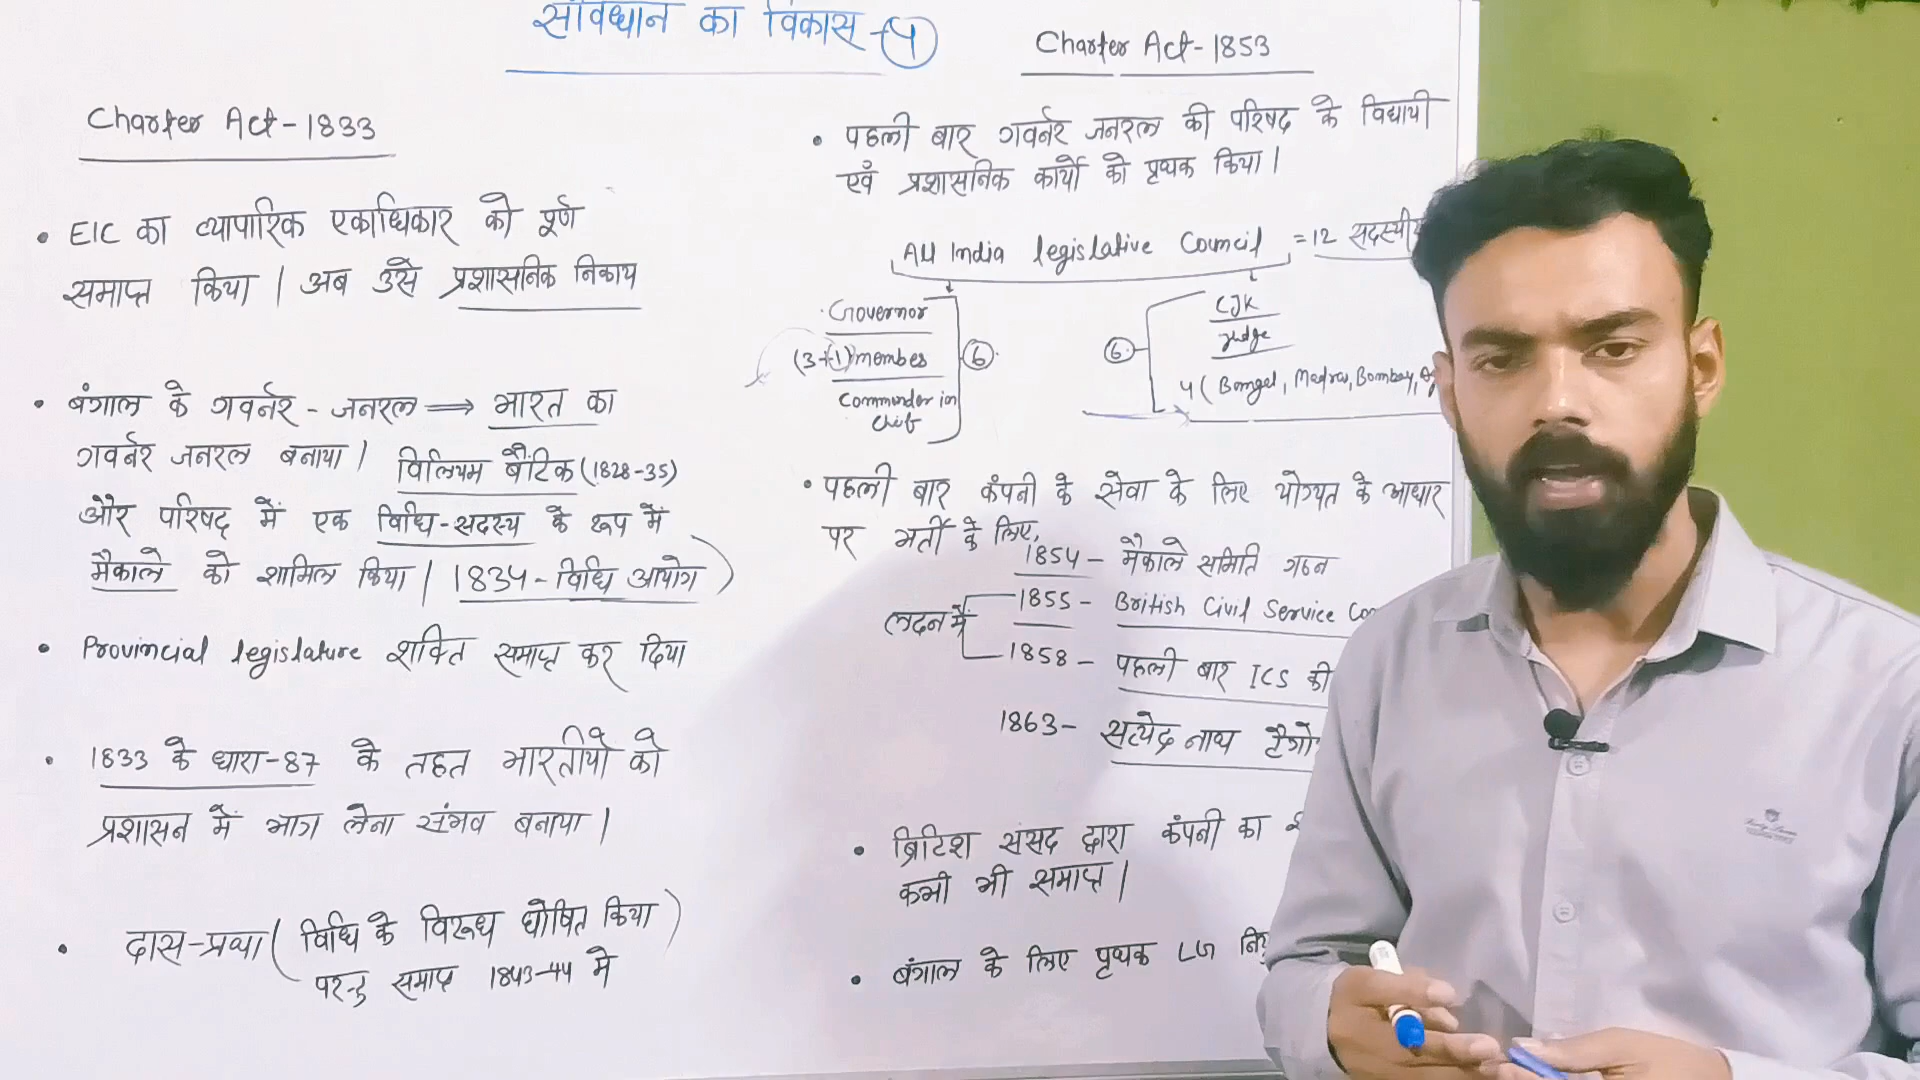 संविधान का विकास - 4
Charter Act - 1833
• EIC का व्यापारिक एकाधिकार को पूर्ण
समाप्त किया | अब उसे प्रशासनिक निकाय
• बंगाल के गवर्नर - जनरल ⟹ भारत का
गवर्नर जनरल बनाया | विलियम बैंटिक (1828-35)
और परिषद् में एक विधि-सदस्य के रूप में
मैकाले को शामिल किया | 1834 - विधि आयोग)
• Provincial legislature शक्ति समाप्त कर दिया
• 1833 के धारा-87 के तहत भारतीयो को
प्रशासन में भाग लेना संभव बनाया |
• दास-प्रथा ( विधि के विरूध घोषित किया )
परन्तु समाप्त 1843-44 मे
Charter Act - 1853
• पहली बार गवर्नर जनरल की परिषद के विधायी
एवं प्रशासनिक कार्यो को पृथक किया |
All India legislative Council = 12 सदस्यीय
Governor
(3+1) member
Commander in
Chief
6
6
CJK
Judge
4 ( Bengal, Madras, Bombay,
• पहली बार कंपनी के सेवा के लिए योग्यत के आधार
पर भर्ती के लिए,
1854 - मैकाले समिति गठन
लदन में
1855 - British Civil Service
1858 - पहली बार ICS की
1863 - सत्येद्र नाथ टैगो
• ब्रिटिश संसद द्वारा कंपनी का
कभी भी समाप्त |
• बंगाल के लिए पृथक LG